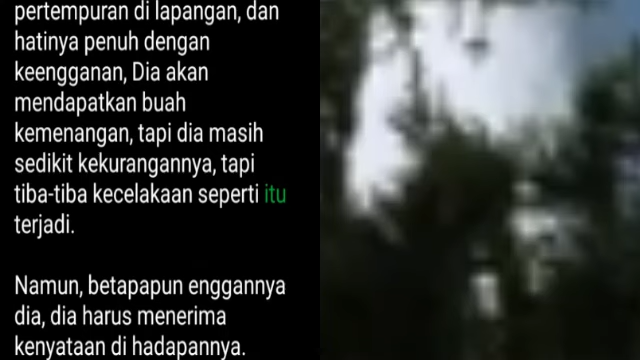 pertempuran di lapangan, dan
hatinya penuh dengan
keengganan, Dia akan
mendapatkan buah
kemenangan, tapi dia masih
sedikit kekurangannya, tapi
tiba-tiba kecelakaan seperti itu
terjadi.
Namun, betapapun enggannya
dia, dia harus menerima
kenyataan di hadapannya.